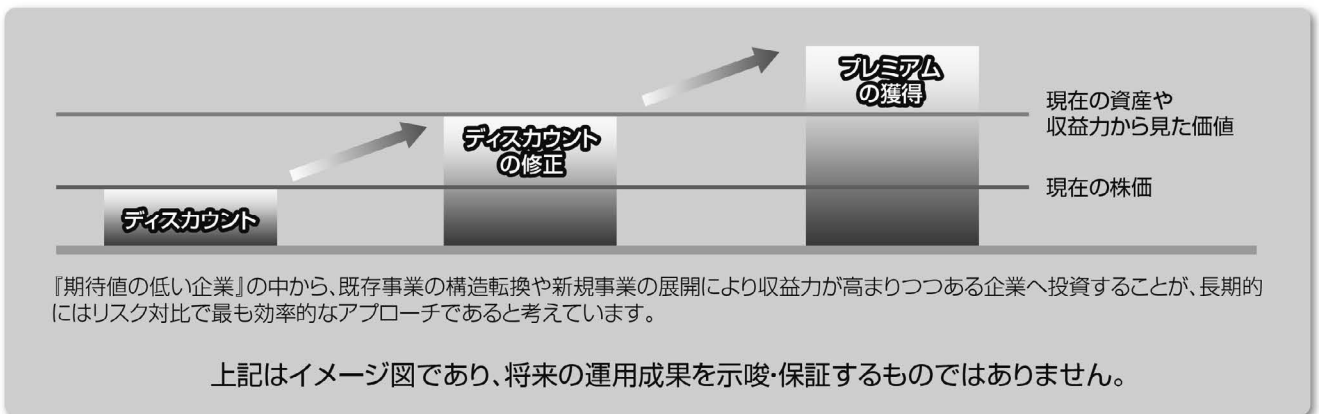 プレミアム
の獲得
現在の資産や
収益力から見た価値
ディスカウント
の修正
現在の株価
ディスカウント
『期待値の低い企業』の中から、既存事業の構造転換や新規事業の展開により収益力が高まりつつある企業へ投資することが、長期的
にはリスク対比で最も効率的なアプローチであると考えています。
上記はイメージ図であり、将来の運用成果を示唆・保証するものではありません。